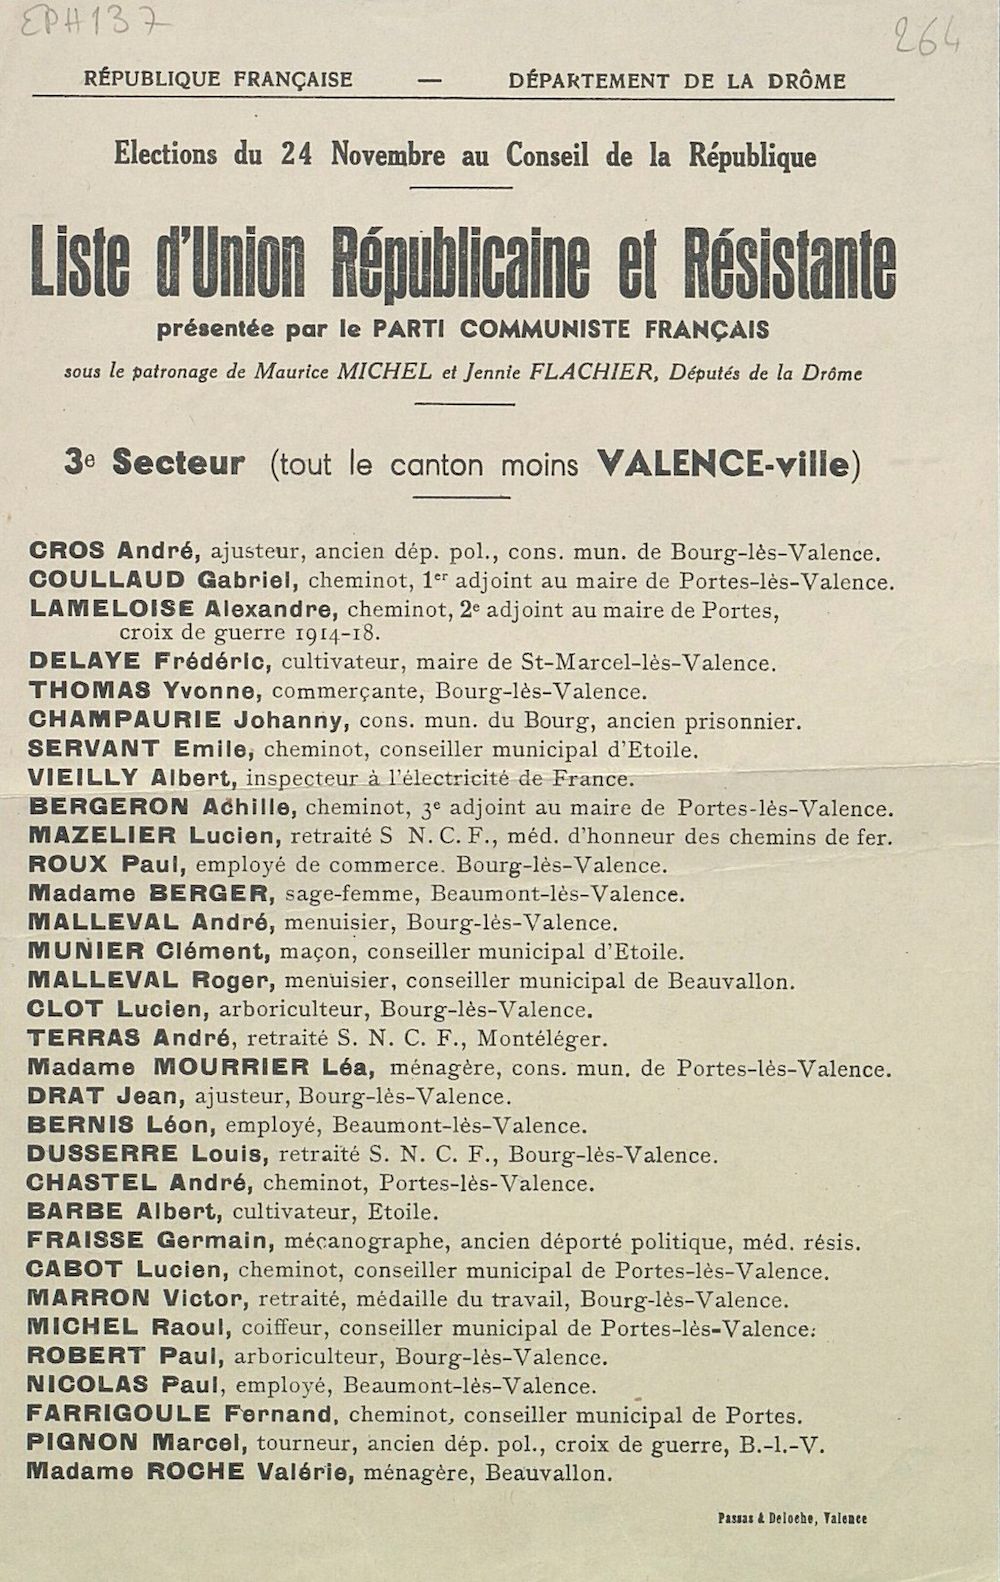 EPH137
264
RÉPUBLIQUE FRANÇAISE — DÉPARTEMENT DE LA DRÔME
Elections du 24 Novembre au Conseil de la République
Liste d'Union Républicaine et Résistante
présentée par le PARTI COMMUNISTE FRANÇAIS
sous le patronage de Maurice MICHEL et Jennie FLACHIER, Députés de la Drôme
3e Secteur (tout le canton moins VALENCE-ville)
CROS André, ajusteur, ancien dép. pol., cons. mun. de Bourg-lès-Valence.
COULLAUD Gabriel, cheminot, 1er adjoint au maire de Portes-lès-Valence.
LAMELOISE Alexandre, cheminot, 2e adjoint au maire de Portes,
croix de guerre 1914-18.
DELAYE Frédéric, cultivateur, maire de St-Marcel-lès-Valence.
THOMAS Yvonne, commerçante, Bourg-lès-Valence.
CHAMPAURIE Johanny, cons. mun. du Bourg, ancien prisonnier.
SERVANT Emile, cheminot, conseiller municipal d'Etoile.
VIEILLY Albert, inspecteur à l'électricité de France.
BERGERON Achille, cheminot, 3e adjoint au maire de Portes-lès-Valence.
MAZELIER Lucien, retraité S N. C. F., méd. d'honneur des chemins de fer.
ROUX Paul, employé de commerce. Bourg-lès-Valence.
Madame BERGER, sage-femme, Beaumont-lès-Valence.
MALLEVAL André, menuisier, Bourg-lès-Valence.
MUNIER Clément, maçon, conseiller municipal d'Etoile.
MALLEVAL Roger, menuisier, conseiller municipal de Beauvallon.
CLOT Lucien, arboriculteur, Bourg-lès-Valence.
TERRAS André, retraité S. N. C. F., Montéléger.
Madame MOURRIER Léa, ménagère, cons. mun. de Portes-lès-Valence.
DRAT Jean, ajusteur, Bourg-lès-Valence.
BERNIS Léon, employé, Beaumont-lès-Valence.
DUSSERRE Louis, retraité S. N. C. F., Bourg-lès-Valence.
CHASTEL André, cheminot, Portes-lès-Valence.
BARBE Albert, cultivateur, Etoile.
FRAISSE Germain, mécanographe, ancien déporté politique, méd. résis.
CABOT Lucien, cheminot, conseiller municipal de Portes-lès-Valence.
MARRON Victor, retraité, médaille du travail, Bourg-lès-Valence.
MICHEL Raoul, coiffeur, conseiller municipal de Portes-lès-Valence.
ROBERT Paul, arboriculteur, Bourg-lès-Valence.
NICOLAS Paul, employé, Beaumont-lès-Valence.
FARRIGOULE Fernand, cheminot, conseiller municipal de Portes.
PIGNON Marcel, tourneur, ancien dép. pol., croix de guerre, B.-l.-V.
Madame ROCHE Valérie, ménagère, Beauvallon.
Passas & Deloche, Valence